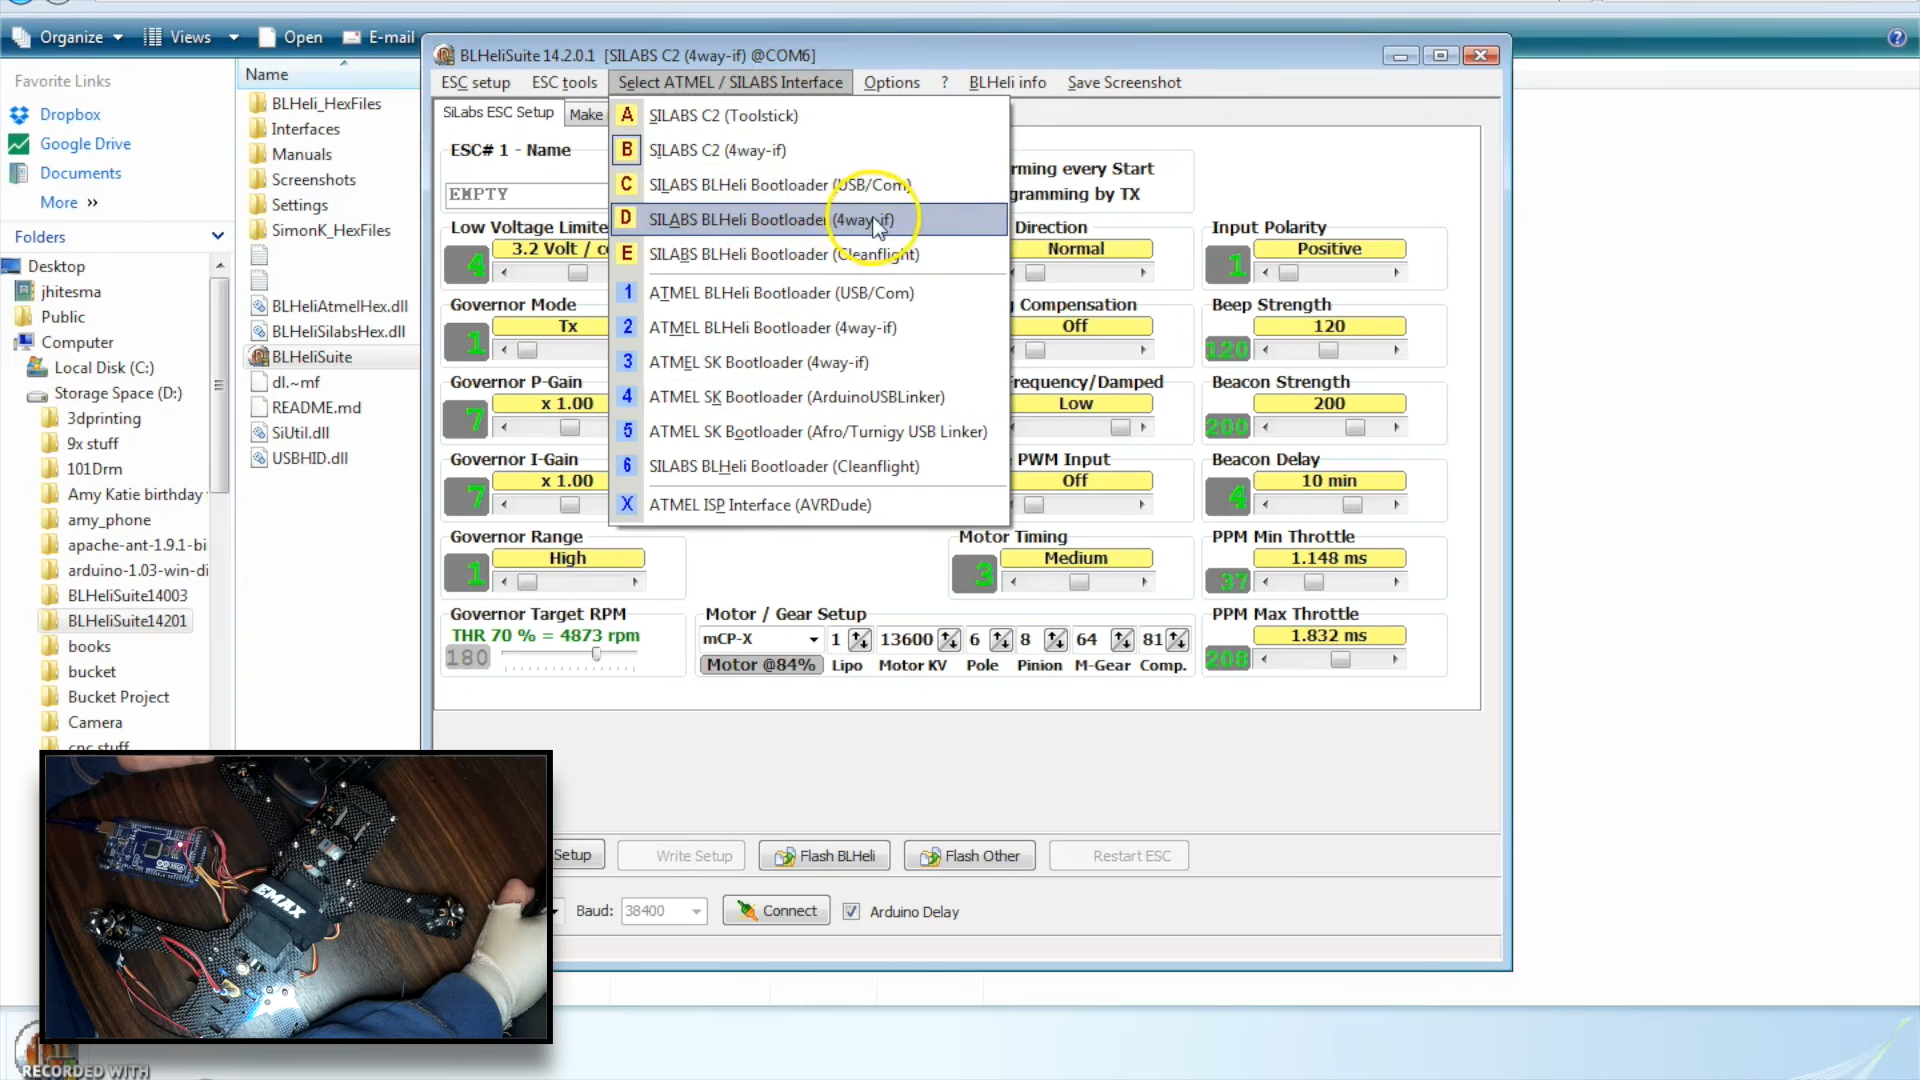 Organize
Views
Open
E-mail
Favorite Links
Dropbox
Google Drive
Documents
More »
Folders
Desktop
jhitesma
Public
Computer
Local Disk (C:)
Storage Space (D:)
3dprinting
9x stuff
101Drm
Amy Katie birthday
amy_phone
apache-ant-1.9.1-bi
arduino-1.03-win-di
BLHeliSuite14003
BLHeliSuite14201
books
bucket
Bucket Project
Camera
cnc stuff
Name
BLHeli_HexFiles
Interfaces
Manuals
Screenshots
Settings
SimonK_HexFiles
BLHeliAtmelHex.dll
BLHeliSilabsHex.dll
BLHeliSuite
dl.~mf
README.md
SiUtil.dll
USBHID.dll
BLHeliSuite 14.2.0.1 [SILABS C2 (4way-if) @COM6]
ESC setup ESC tools Select ATMEL / SILABS Interface Options ? BLHeli info Save Screenshot
SiLabs ESC Setup Make
A SILABS C2 (Toolstick)
B SILABS C2 (4way-if)
C SILABS BLHeli Bootloader (USB/Com)
D SILABS BLHeli Bootloader (4way-if)
E SILABS BLHeli Bootloader (Cleanflight)
1 ATMEL BLHeli Bootloader (USB/Com)
2 ATMEL BLHeli Bootloader (4way-if)
3 ATMEL SK Bootloader (4way-if)
4 ATMEL SK Bootloader (ArduinoUSBLinker)
5 ATMEL SK Bootloader (Afro/Turnigy USB Linker)
6 SILABS BLHeli Bootloader (Cleanflight)
X ATMEL ISP Interface (AVRDude)
ESC# 1 - Name
EMPTY
rming every Start
gramming by TX
Low Voltage Limite
4 3.2 Volt / c
Governor Mode
1 Tx
Governor P-Gain
7 x 1.00
Governor I-Gain
7 x 1.00
Governor Range
1 High
Governor Target RPM
THR 70 % = 4873 rpm
180
Direction
Normal
Compensation
Off
requency/Damped
Low
PWM Input
Off
Motor Timing
3 Medium
Motor / Gear Setup
mCP-X 1 13600 6 8 64 81
Motor @84% Lipo Motor KV Pole Pinion M-Gear Comp.
Input Polarity
1 Positive
Beep Strength
120 120
Beacon Strength
200 200
Beacon Delay
4 10 min
PPM Min Throttle
37 1.148 ms
PPM Max Throttle
208 1.832 ms
Setup Write Setup Flash BLHeli Flash Other Restart ESC
Baud: 38400 Connect Arduino Delay
EMAX
RECORDED WITH